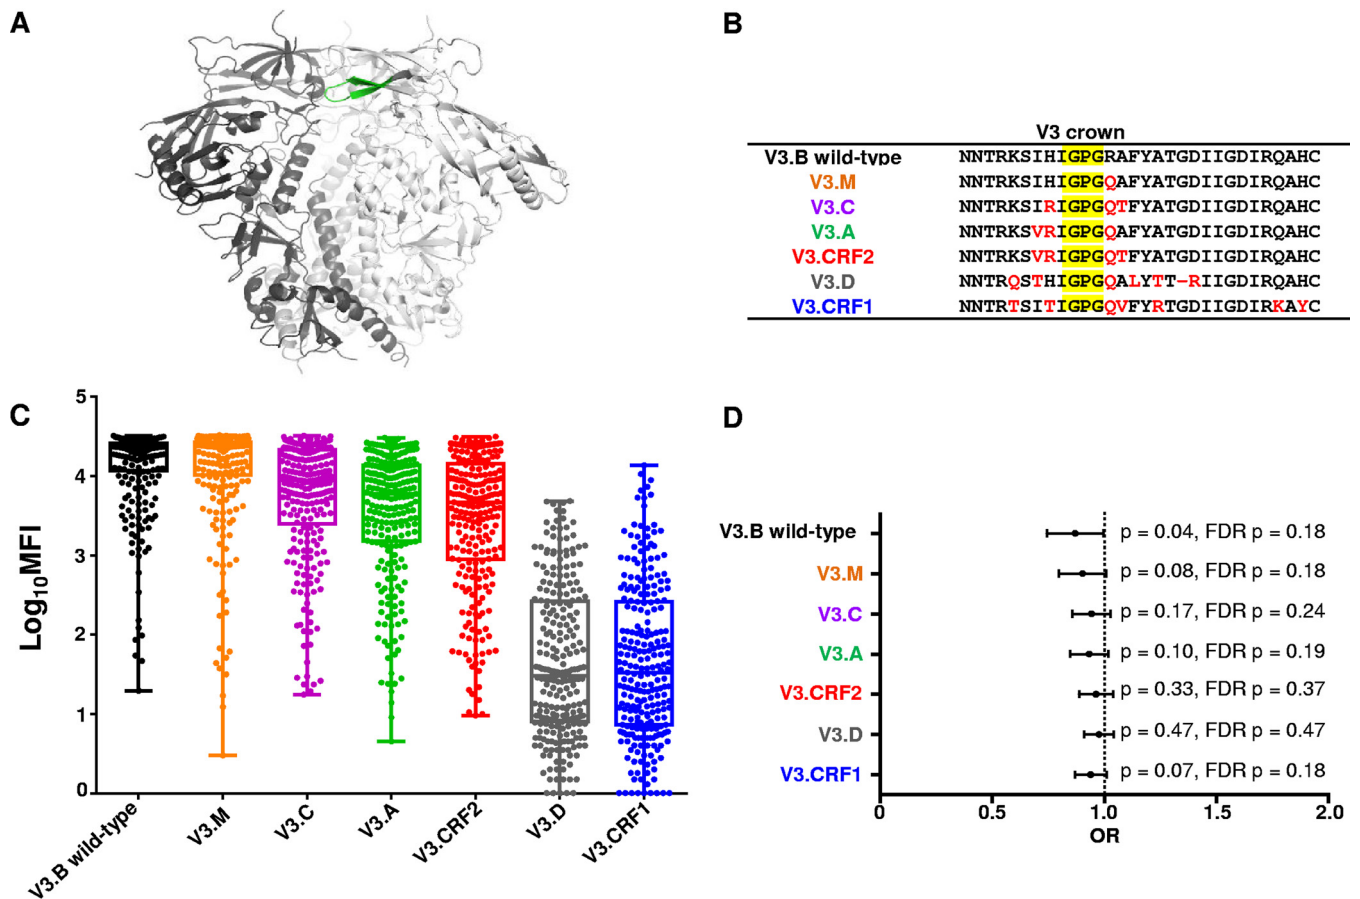 A
B
V3 crown
V3.B wild-type NNTRKSIHIGPGRAFYATGDIIGDIRQAHC
V3.M NNTRKSIHIGPGQAFYATGDIIGDIRQAHC
V3.C NNTRKSIRIGPGQTFYATGDIIGDIRQAHC
V3.A NNTRKSVRIGPGQAFYATGDIIGDIRQAHC
V3.CRF2 NNTRKSVRIGPGQTFYATGDIIGDIRQAHC
V3.D NNTRQSTHIGPGQALYTT-RIIGDIRQAHC
V3.CRF1 NNTRTSITIGPGQVFYRTGDIIGDIRKAYC
C
5
4
3
2
1
0
Log10MFI
V3.B wild-type
V3.M
V3.C
V3.A
V3.CRF2
V3.D
V3.CRF1
D
V3.B wild-type p = 0.04, FDR p = 0.18
V3.M p = 0.08, FDR p = 0.18
V3.C p = 0.17, FDR p = 0.24
V3.A p = 0.10, FDR p = 0.19
V3.CRF2 p = 0.33, FDR p = 0.37
V3.D p = 0.47, FDR p = 0.47
V3.CRF1 p = 0.07, FDR p = 0.18
0 0.5 1.0 1.5 2.0
OR